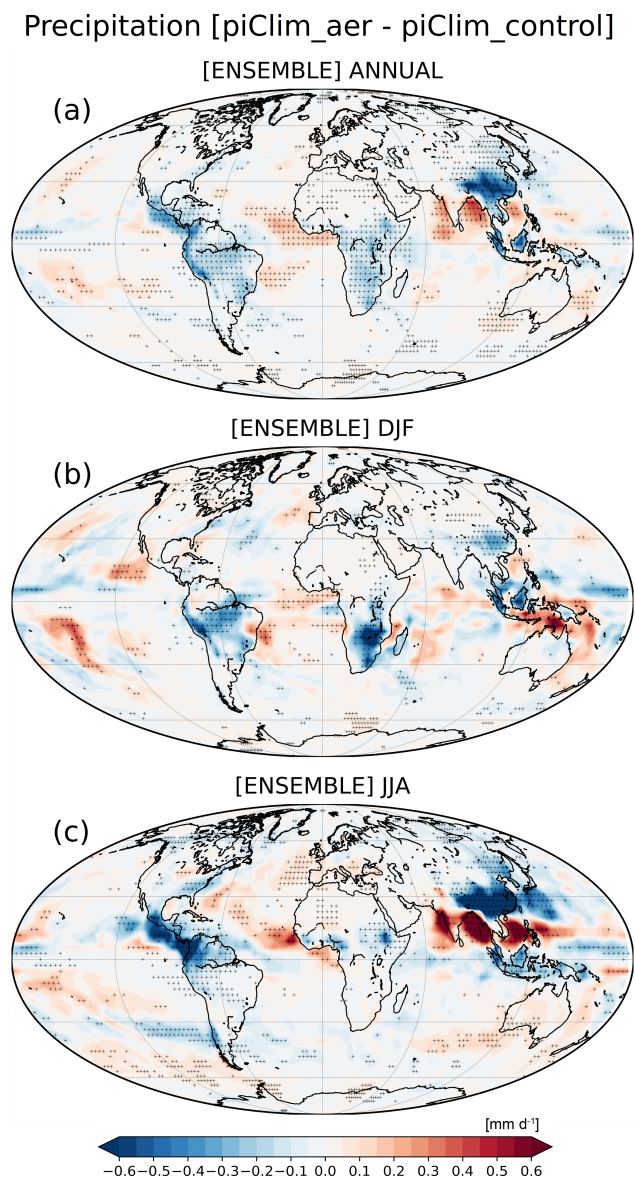 Precipitation [piClim_aer - piClim_control]
[ENSEMBLE] ANNUAL
(a)
[ENSEMBLE] DJF
(b)
[ENSEMBLE] JJA
(c)
[mm d⁻¹]
−0.6 −0.5 −0.4 −0.3 −0.2 −0.1 0.0 0.1 0.2 0.3 0.4 0.5 0.6